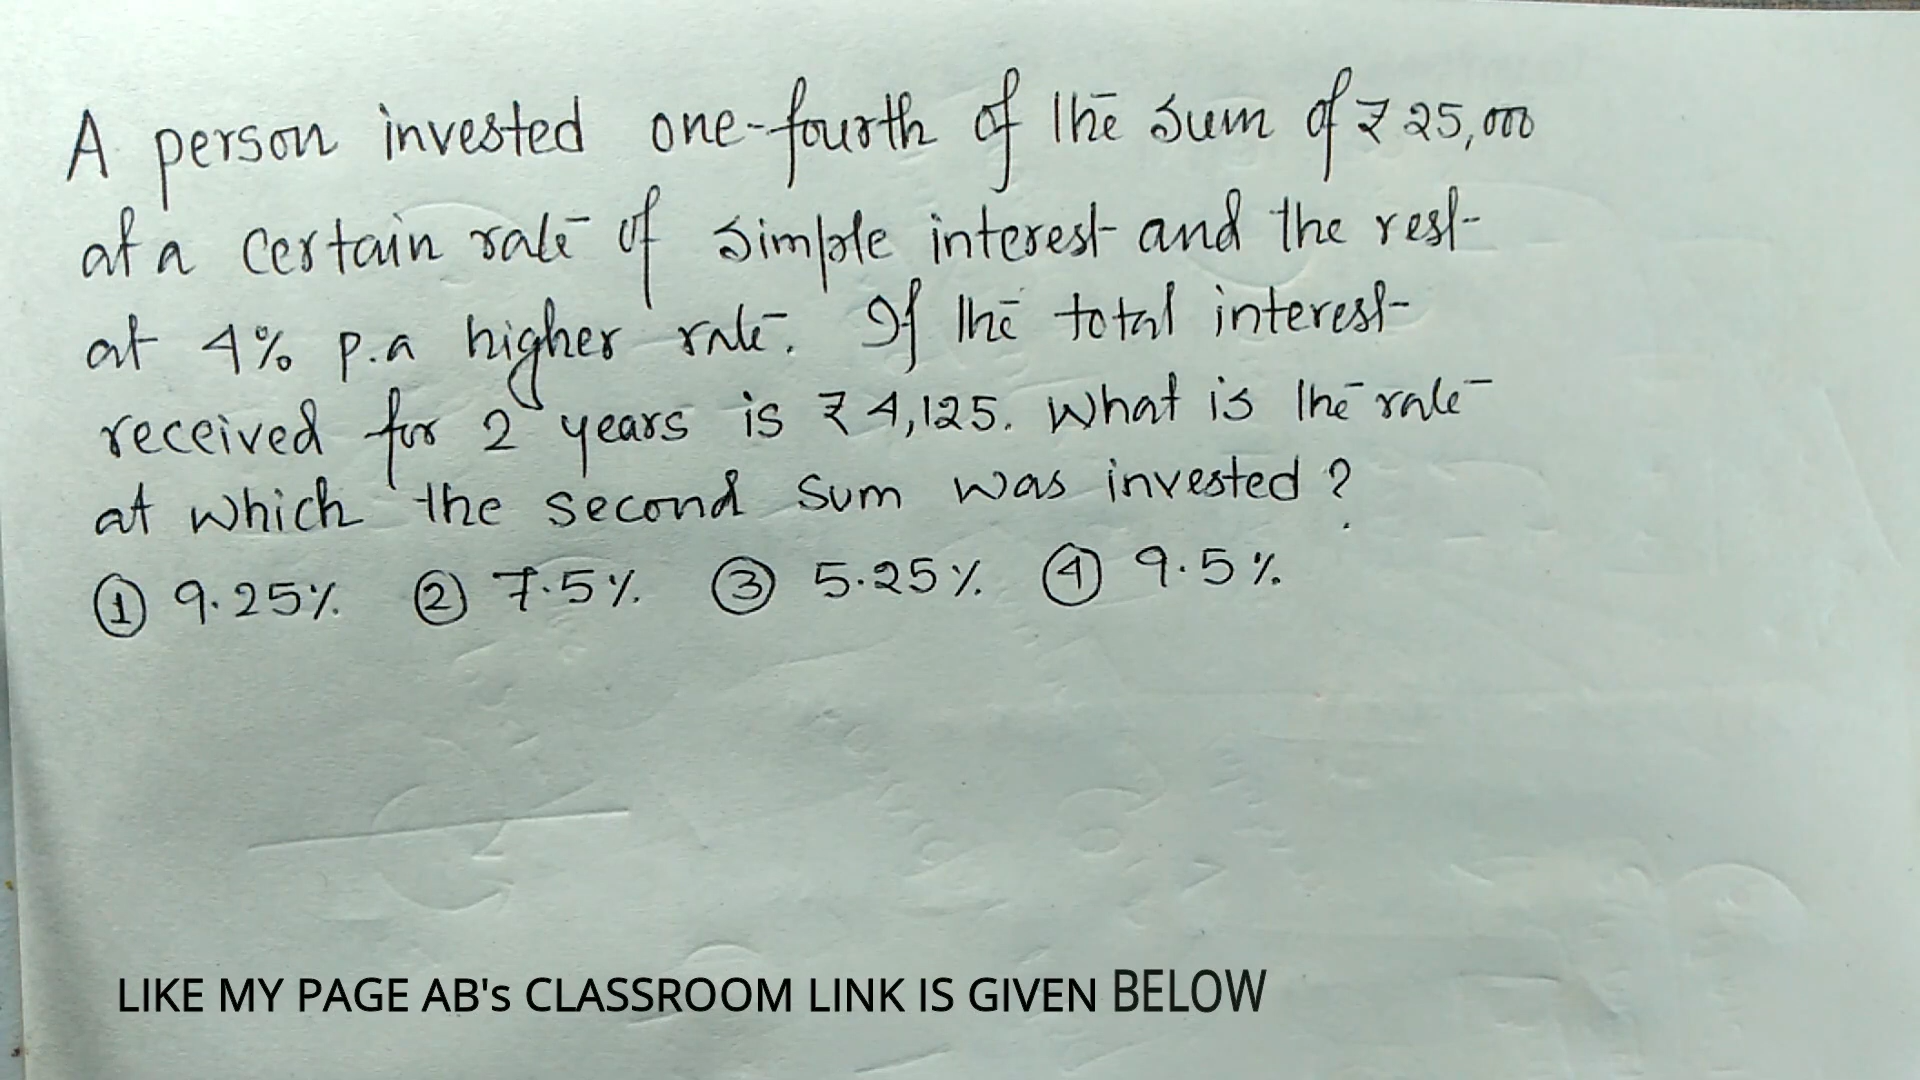 A person invested one-fourth of the sum of ₹ 25,000
at a certain rate of simple interest and the rest
at 4% p.a higher rate. If the total interest
received for 2 years is ₹ 4,125. What is the rate
at which the second sum was invested ?
① 9.25% ② 7.5% ③ 5.25% ④ 9.5%
LIKE MY PAGE AB's CLASSROOM LINK IS GIVEN BELOW